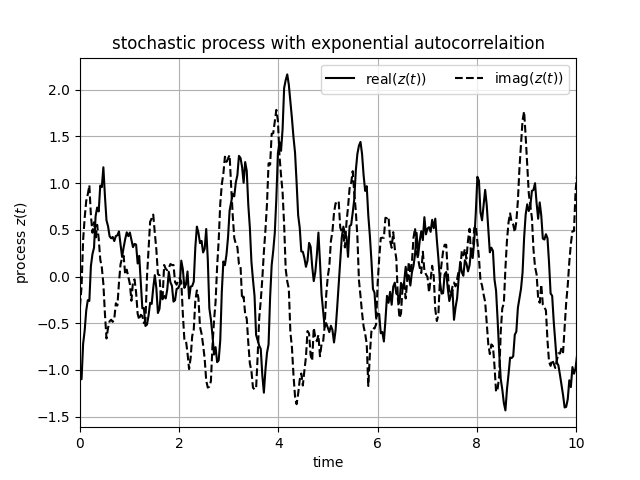 stochastic process with exponential autocorrelaition
real(z(t)) imag(z(t))
process z(t)
2.0
1.5
1.0
0.5
0.0
−0.5
−1.0
−1.5
0 2 4 6 8 10
time